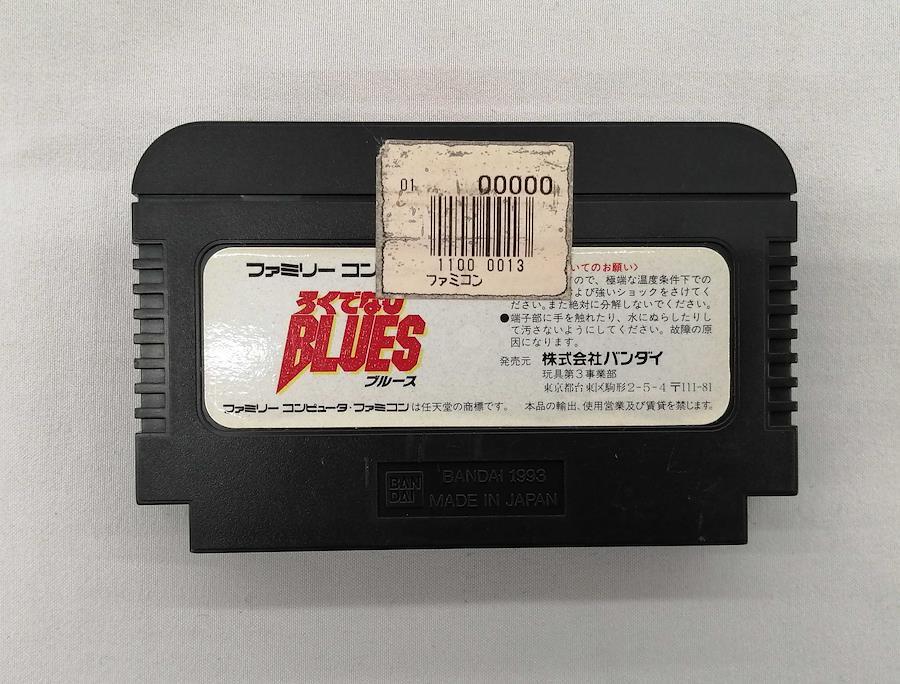 01 00000
1100 0013
ファミコン
ファミリー コン
ろくでなし
BLUES
ブルース
いてのお願い〉
ので、極端な温度条件下での
よび強いショックをさけてく
ださい。また絶対に分解しないでください。
●端子部に手を触れたり、水にぬらしたりし
て汚さないようにしてください。故障の原
因になります。
発売元 株式会社バンダイ
玩具第3事業部
東京都台東区駒形2-5-4 〒111-81
ファミリー コンピュータ・ファミコンは任天堂の商標です。 本品の輸出、使用営業及び賃貸を禁じます。
BAN
DAI
BANDAI 1993
MADE IN JAPAN